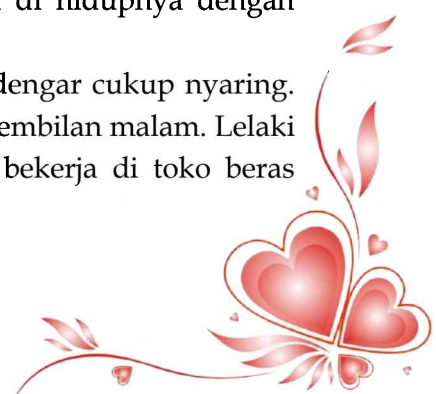 di hidupnya dengan
dengar cukup nyaring.
embilan malam. Lelaki
bekerja di toko beras